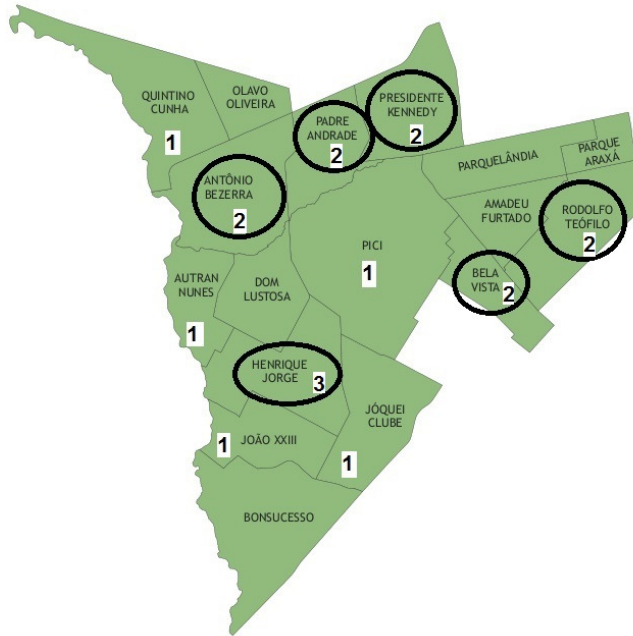 QUINTINO
CUNHA
1
OLAVO
OLIVEIRA
PADRE
ANDRADE
2
PRESIDENTE
KENNEDY
2
PARQUELÂNDIA
PARQUE
ARAXÁ
ANTÔNIO
BEZERRA
2
AMADEU
FURTADO
RODOLFO
TEÓFILO
2
PICI
1
BELA
VISTA
2
AUTRAN
NUNES
1
DOM
LUSTOSA
HENRIQUE
JORGE
3
JÓQUEI
CLUBE
1
JOÃO XXIII
1
BONSUCESSO